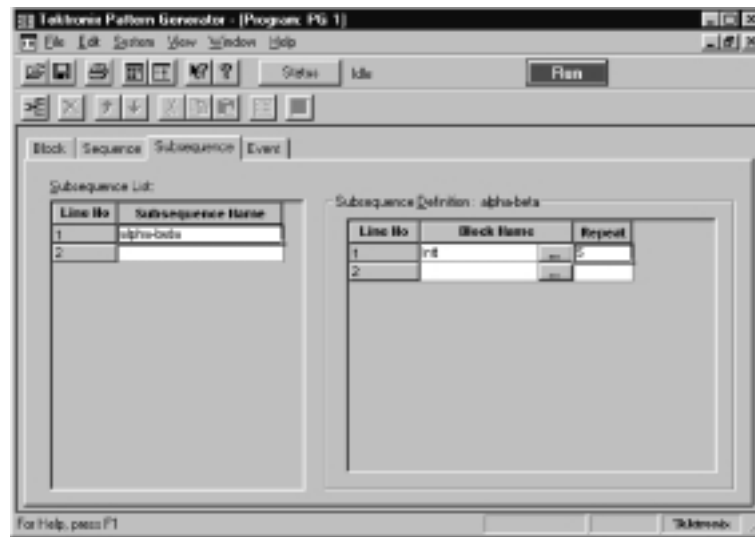 Tektronix Pattern Generator - [Program: PG 1]
File Edit System View Window Help
Status Idle Run
Block Sequence Subsequence Event
Subsequence List:
Line No Subsequence Name
1 alpha-beta
2
Subsequence Definition : alpha-beta
Line No Block Name Repeat
1 init ... 5
2 ...
For Help, press F1
Tektronix